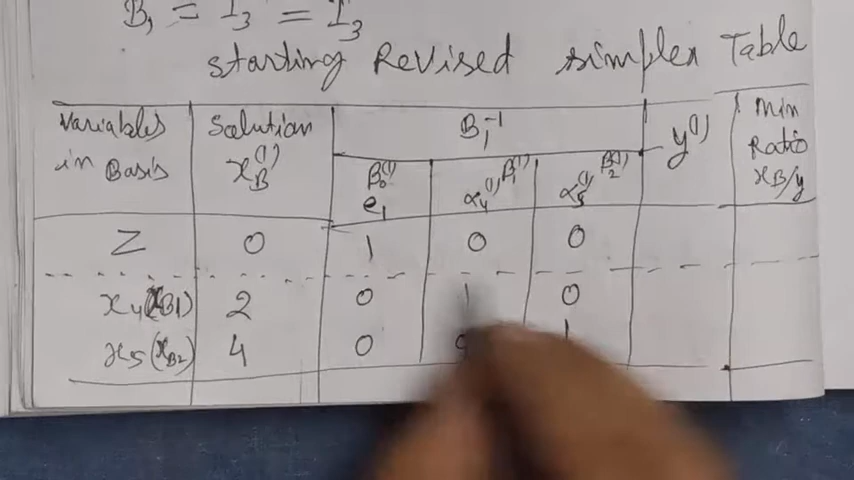 B₁ = I₃ = I₃
starting Revised simplex Table
Variables in Basis | Solution x_B^(1) | B₁⁻¹ | y^(1) | Min Ratio x_B/y
β₀^(1) e₁ | α₄^(1) β₁^(1) | α₅^(1) β₂^(1)
Z | 0 | 1 | 0 | 0
x₄(x_B1) | 2 | 0 | 1 | 0
x₅(x_B2) | 4 | 0 | 1